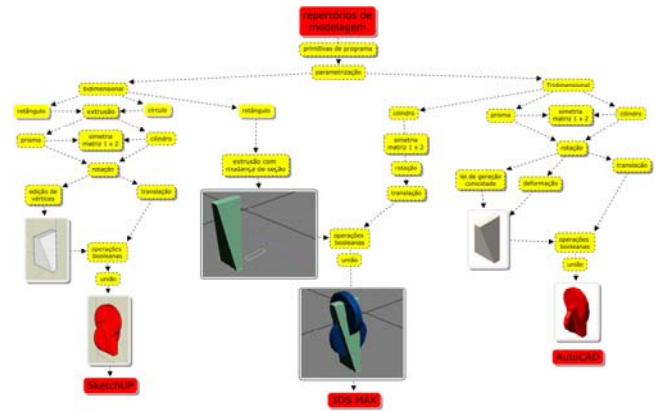 repertórios de
modelagem
primitivas de programa
parametrização
bidimensional
Tridimensional
retângulo
extrusão
círculo
retângulo
cilindro
prisma
simetria
matriz 1 x 2
cilindro
prisma
simetria
matriz 1 x 2
cilindro
simetria
matriz 1 x 2
rotação
rotação
extrusão com
mudança de seção
rotação
translação
edição de
vértices
translação
translação
lei de geração
conicidade
deformação
operações
booleanas
operações
booleanas
operações
booleanas
união
união
união
SketchUP
3DS MAX
AutoCAD